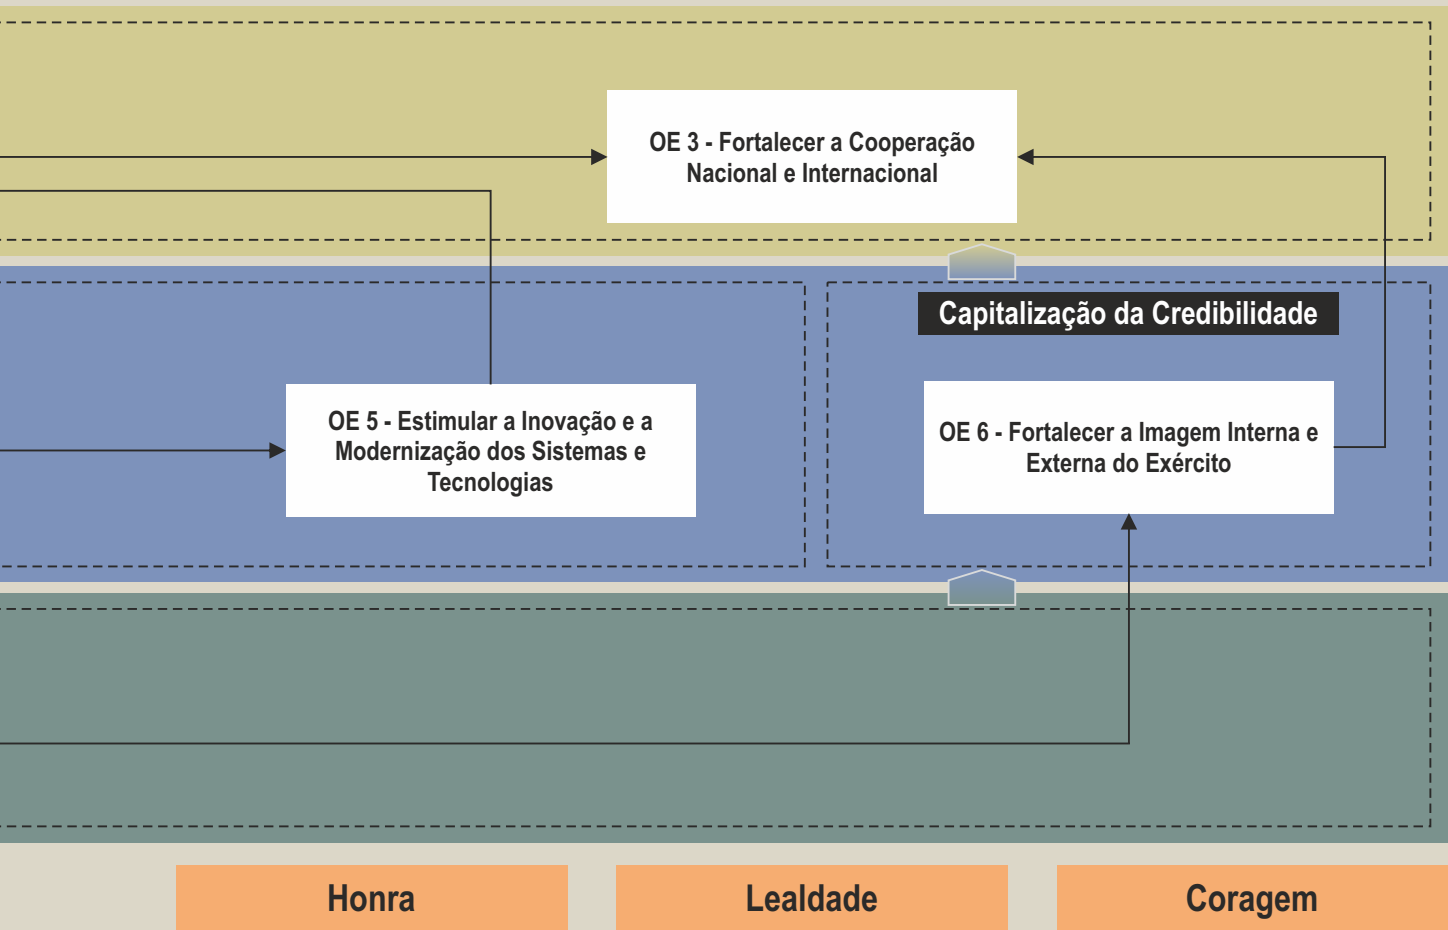 OE 3 - Fortalecer a Cooperação
Nacional e Internacional
Capitalização da Credibilidade
OE 5 - Estimular a Inovação e a
Modernização dos Sistemas e
Tecnologias
OE 6 - Fortalecer a Imagem Interna e
Externa do Exército
Honra
Lealdade
Coragem